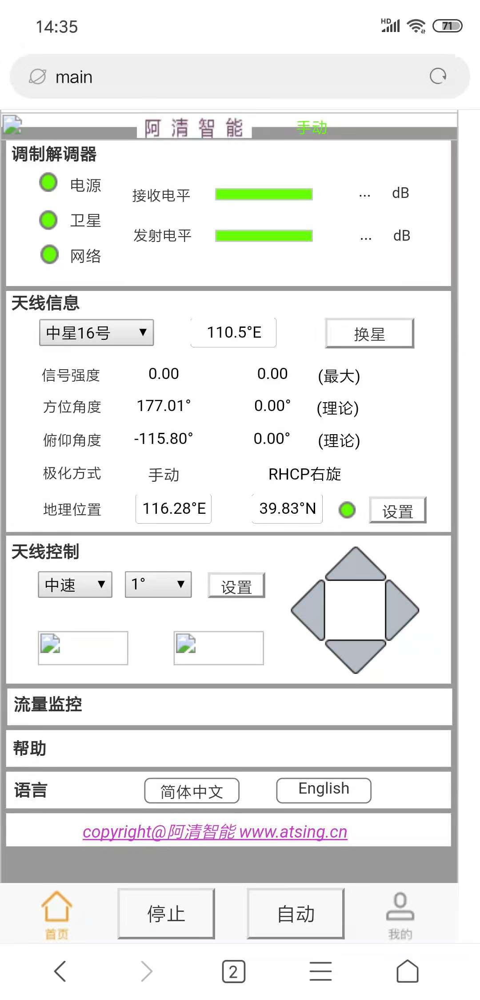 14:35
HD
71
main
阿清智能 手动
调制解调器
电源
接收电平 ... dB
卫星
发射电平 ... dB
网络
天线信息
中星16号 ▼ 110.5°E 换星
信号强度 0.00 0.00 (最大)
方位角度 177.01° 0.00° (理论)
俯仰角度 -115.80° 0.00° (理论)
极化方式 手动 RHCP右旋
地理位置 116.28°E 39.83°N 设置
天线控制
中速 ▼ 1° ▼ 设置
流量监控
帮助
语言 简体中文 English
copyright@阿清智能 www.atsing.cn
首页 停止 自动 我的
2